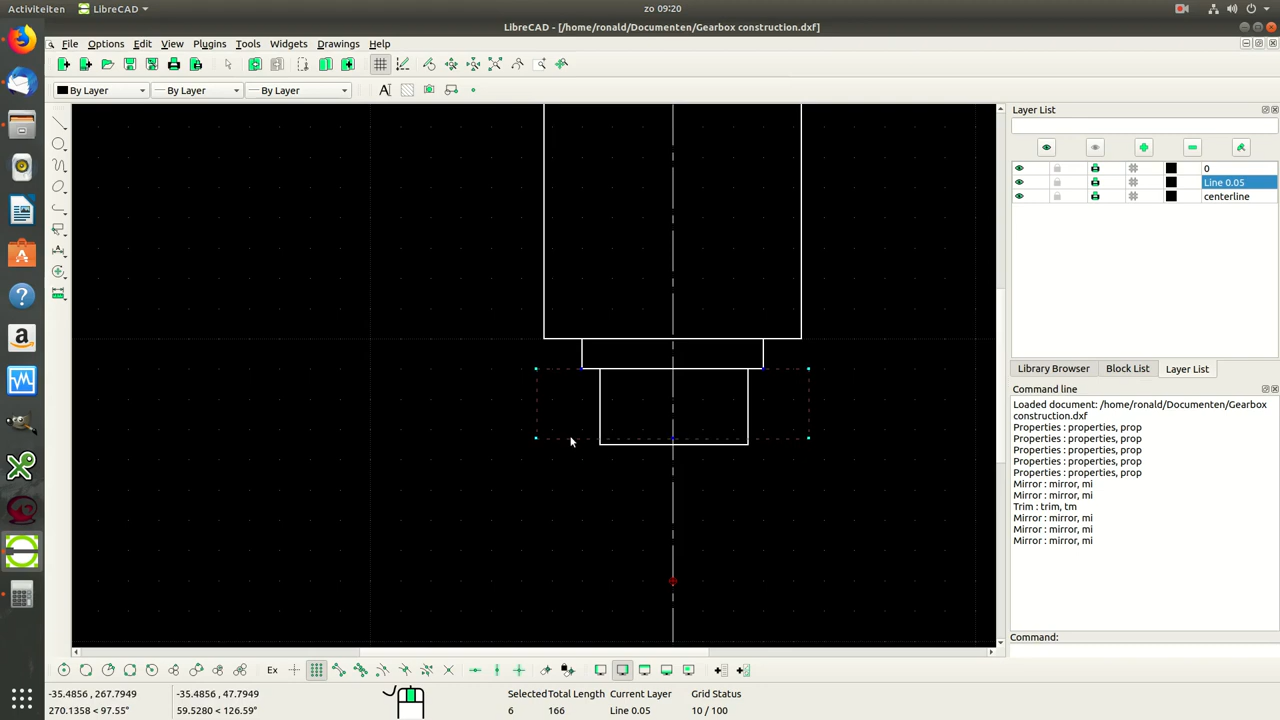 Activiteiten
LibreCAD
zo 09:20
LibreCAD - [/home/ronald/Documenten/Gearbox construction.dxf]
File Options Edit View Plugins Tools Widgets Drawings Help
By Layer By Layer By Layer
Layer List
0
Line 0.05
centerline
Library Browser Block List Layer List
Command line
Loaded document: /home/ronald/Documenten/Gearbox
construction.dxf
Properties : properties, prop
Properties : properties, prop
Properties : properties, prop
Properties : properties, prop
Properties : properties, prop
Mirror : mirror, mi
Mirror : mirror, mi
Trim : trim, tm
Mirror : mirror, mi
Mirror : mirror, mi
Mirror : mirror, mi
Command:
Ex
-35.4856 , 267.7949 -35.4856 , 47.7949 Selected Total Length Current Layer Grid Status
270.1358 < 97.55° 59.5280 < 126.59° 6 166 Line 0.05 10 / 100